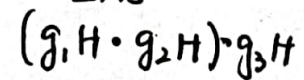 (g₁H · g₂H) · g₃H